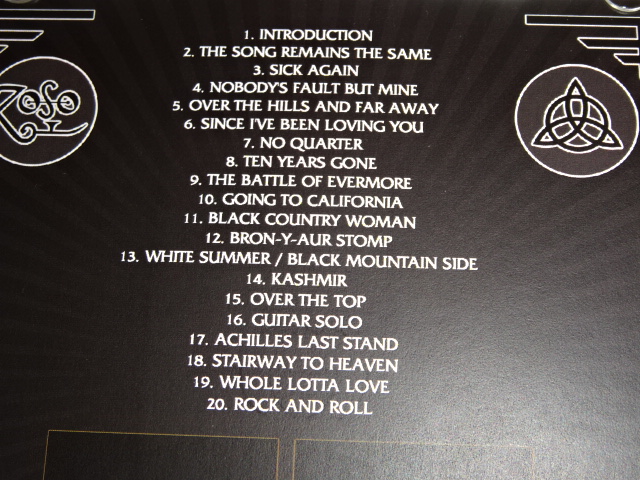 1. INTRODUCTION
2. THE SONG REMAINS THE SAME
3. SICK AGAIN
4. NOBODY'S FAULT BUT MINE
5. OVER THE HILLS AND FAR AWAY
6. SINCE I'VE BEEN LOVING YOU
7. NO QUARTER
8. TEN YEARS GONE
9. THE BATTLE OF EVERMORE
10. GOING TO CALIFORNIA
11. BLACK COUNTRY WOMAN
12. BRON-Y-AUR STOMP
13. WHITE SUMMER / BLACK MOUNTAIN SIDE
14. KASHMIR
15. OVER THE TOP
16. GUITAR SOLO
17. ACHILLES LAST STAND
18. STAIRWAY TO HEAVEN
19. WHOLE LOTTA LOVE
20. ROCK AND ROLL